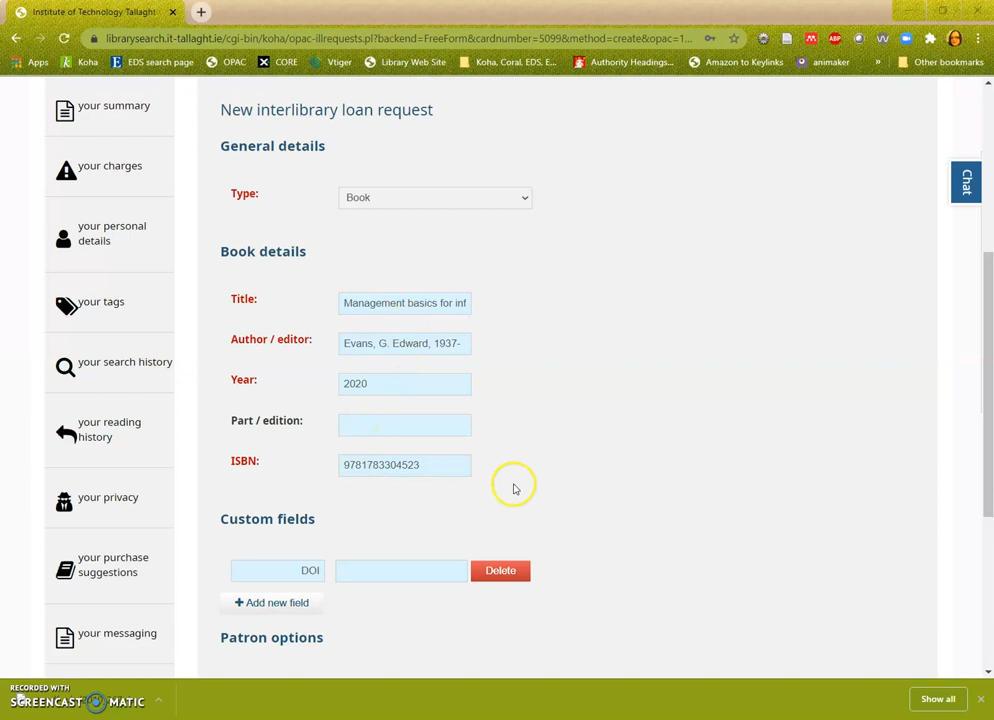 Institute of Technology Tallaght
librarysearch.it-tallaght.ie/cgi-bin/koha/opac-illrequests.pl?backend=FreeForm&cardnumber=5099&method=create&opac=1...
Apps Koha EDS search page OPAC CORE Vtiger Library Web Site Koha, Coral, EDS, E... Authority Headings... Amazon to Keylinks animaker » Other bookmarks
your summary
your charges
your personal
details
your tags
your search history
your reading
history
your privacy
your purchase
suggestions
your messaging
New interlibrary loan request
General details
Type: Book
Book details
Title: Management basics for inf
Author / editor: Evans, G. Edward, 1937-
Year: 2020
Part / edition:
ISBN: 9781783304523
Custom fields
DOI Delete
+ Add new field
Patron options
Chat
RECORDED WITH
SCREENCAST MATIC
Show all